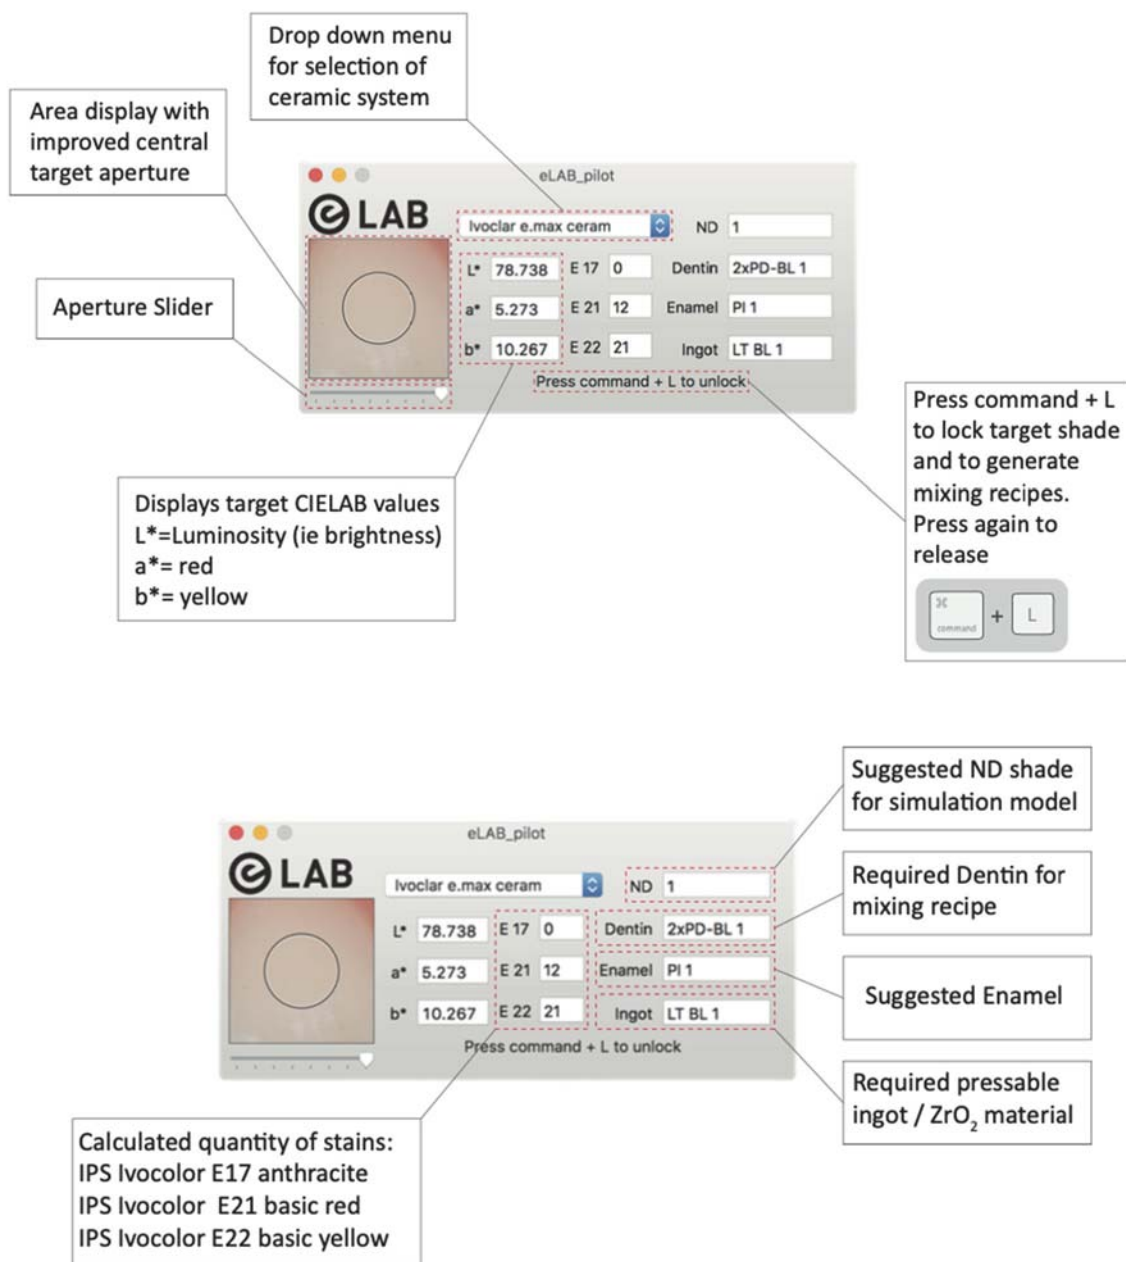 Drop down menu
for selection of
ceramic system
Area display with
improved central
target aperture
eLAB_pilot
e LAB
Ivoclar e.max ceram
ND 1
L* 78.738 E 17 0 Dentin 2xPD-BL 1
Aperture Slider
a* 5.273 E 21 12 Enamel PI 1
b* 10.267 E 22 21 Ingot LT BL 1
Press command + L to unlock
Press command + L
to lock target shade
and to generate
mixing recipes.
Press again to
release
⌘
command + L
Displays target CIELAB values
L*=Luminosity (ie brightness)
a*= red
b*= yellow
Suggested ND shade
for simulation model
eLAB_pilot
e LAB
Ivoclar e.max ceram
ND 1
Required Dentin for
mixing recipe
L* 78.738 E 17 0 Dentin 2xPD-BL 1
a* 5.273 E 21 12 Enamel PI 1
Suggested Enamel
b* 10.267 E 22 21 Ingot LT BL 1
Press command + L to unlock
Required pressable
ingot / ZrO₂ material
Calculated quantity of stains:
IPS Ivocolor E17 anthracite
IPS Ivocolor E21 basic red
IPS Ivocolor E22 basic yellow